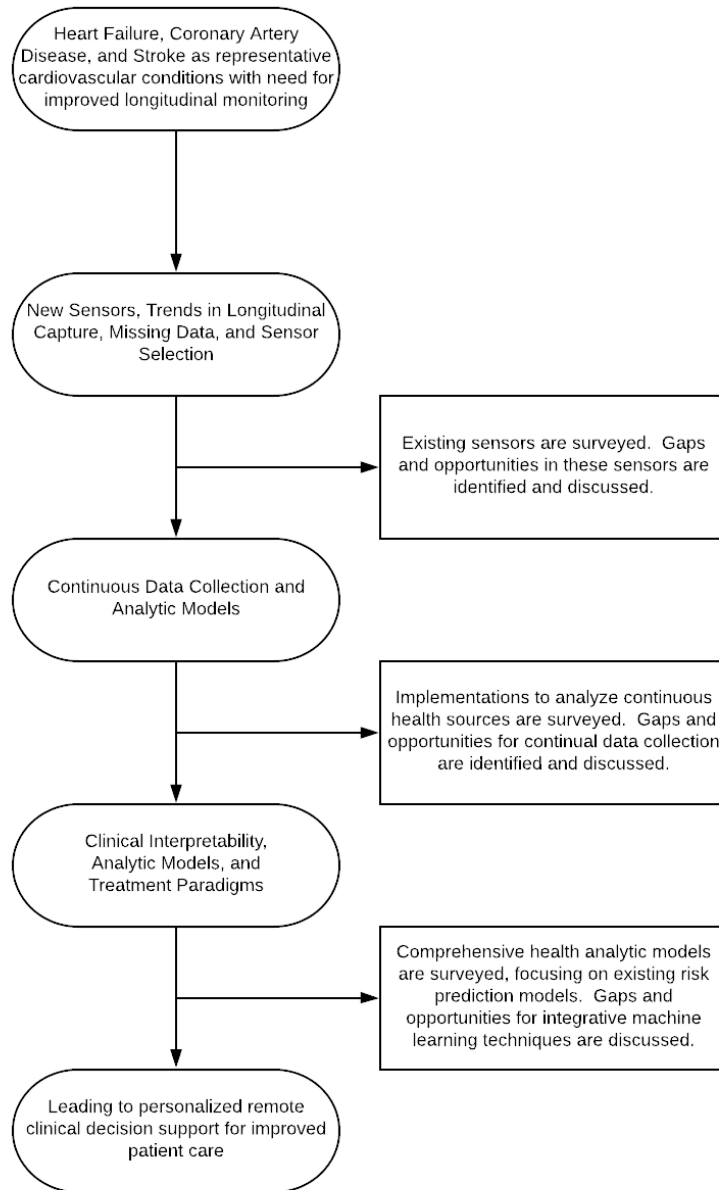 Heart Failure, Coronary Artery
Disease, and Stroke as representative
cardiovascular conditions with need for
improved longitudinal monitoring
New Sensors, Trends in Longitudinal
Capture, Missing Data, and Sensor
Selection
Existing sensors are surveyed. Gaps
and opportunities in these sensors are
identified and discussed.
Continuous Data Collection and
Analytic Models
Implementations to analyze continuous
health sources are surveyed. Gaps and
opportunities for continual data collection
are identified and discussed.
Clinical Interpretability,
Analytic Models, and
Treatment Paradigms
Comprehensive health analytic models
are surveyed, focusing on existing risk
prediction models. Gaps and
opportunities for integrative machine
learning techniques are discussed.
Leading to personalized remote
clinical decision support for improved
patient care